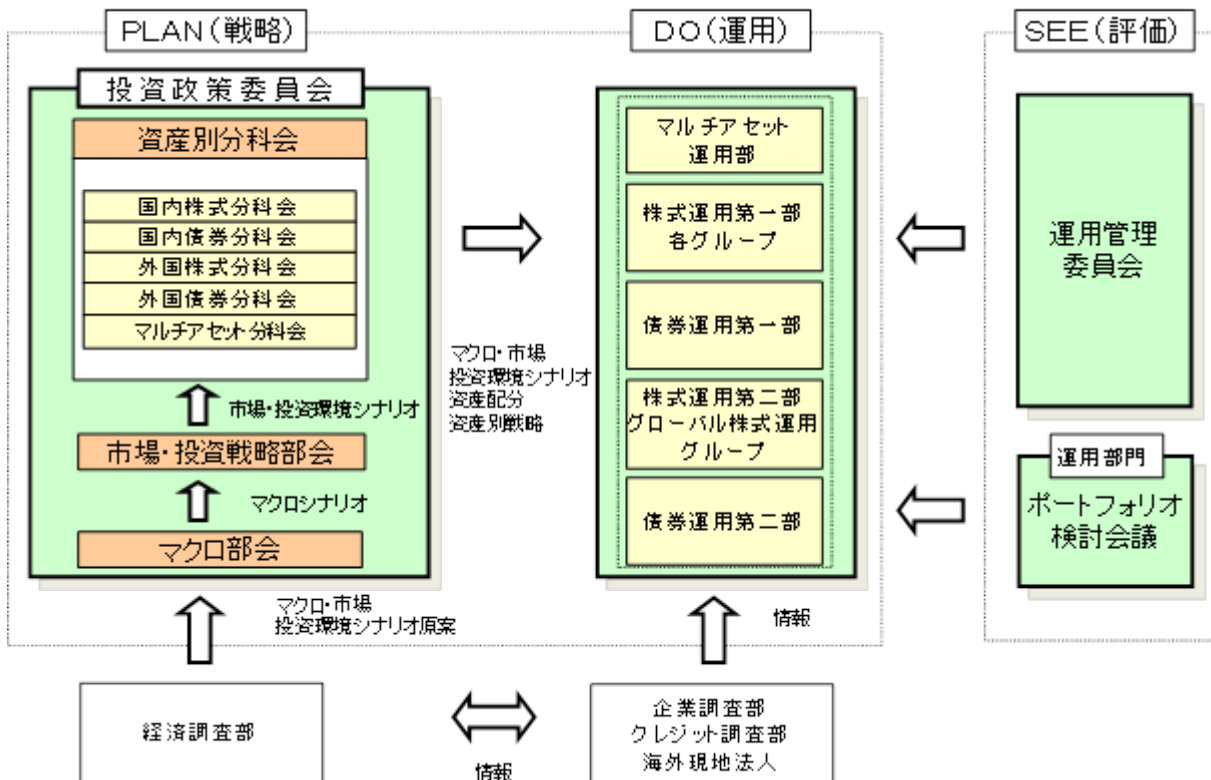 PLAN(戦略)
投資政策委員会
資産別分科会
国内株式分科会
国内債券分科会
外国株式分科会
外国債券分科会
マルチアセット分科会
市場・投資環境シナリオ
市場・投資戦略部会
マクロシナリオ
マクロ部会
マクロ・市場
投資環境シナリオ原案
経済調査部
マクロ・市場
投資環境シナリオ
資産配分
資産別戦略
DO(運用)
マルチアセット
運用部
株式運用第一部
各グループ
債券運用第一部
株式運用第二部
グローバル株式運用
グループ
債券運用第二部
情報
企業調査部
クレジット調査部
海外現地法人
情報
SEE(評価)
運用管理
委員会
運用部門
ポートフォリオ
検討会議